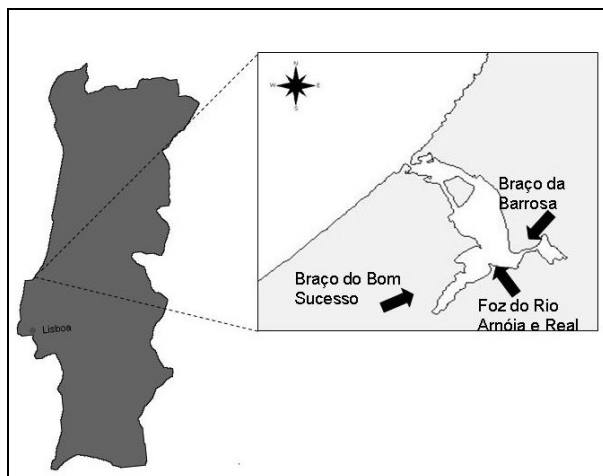 N
W
E
S
Braço da
Barrosa
Braço do Bom
Sucesso
Foz do Rio
Arnóia e Real
Lisboa